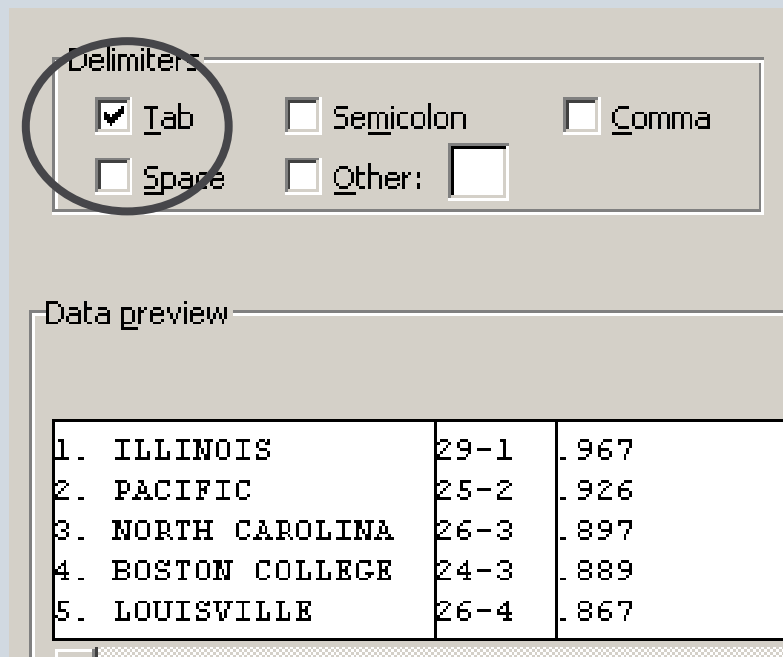 Delimiters
Tab Semicolon Comma
Space Other:
Data preview
1. ILLINOIS 29-1 .967
2. PACIFIC 25-2 .926
3. NORTH CAROLINA 26-3 .897
4. BOSTON COLLEGE 24-3 .889
5. LOUISVILLE 26-4 .867